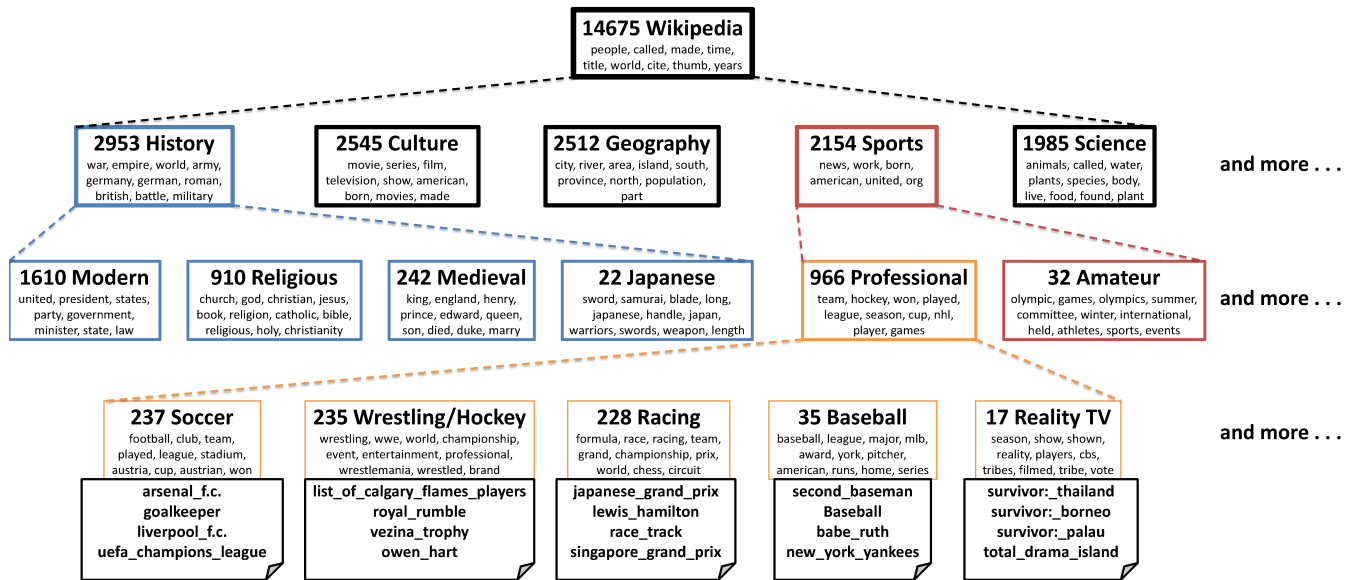 14675 Wikipedia
people, called, made, time,
title, world, cite, thumb, years
2953 History
war, empire, world, army,
germany, german, roman,
british, battle, military
2545 Culture
movie, series, film,
television, show, american,
born, movies, made
2512 Geography
city, river, area, island, south,
province, north, population,
part
2154 Sports
news, work, born,
american, united, org
1985 Science
animals, called, water,
plants, species, body,
live, food, found, plant
and more . . .
1610 Modern
united, president, states,
party, government,
minister, state, law
910 Religious
church, god, christian, jesus,
book, religion, catholic, bible,
religious, holy, christianity
242 Medieval
king, england, henry,
prince, edward, queen,
son, died, duke, marry
22 Japanese
sword, samurai, blade, long,
japanese, handle, japan,
warriors, swords, weapon, length
966 Professional
team, hockey, won, played,
league, season, cup, nhl,
player, games
32 Amateur
olympic, games, olympics, summer,
committee, winter, international,
held, athletes, sports, events
and more . . .
237 Soccer
football, club, team,
played, league, stadium,
austria, cup, austrian, won
arsenal_f.c.
goalkeeper
liverpool_f.c.
uefa_champions_league
235 Wrestling/Hockey
wrestling, wwe, world, championship,
event, entertainment, professional,
wrestlemania, wrestled, brand
list_of_calgary_flames_players
royal_rumble
vezina_trophy
owen_hart
228 Racing
formula, race, racing, team,
grand, championship, prix,
world, chess, circuit
japanese_grand_prix
lewis_hamilton
race_track
singapore_grand_prix
35 Baseball
baseball, league, major, mlb,
award, york, pitcher,
american, runs, home, series
second_baseman
Baseball
babe_ruth
new_york_yankees
17 Reality TV
season, show, shown,
reality, players, cbs,
tribes, filmed, tribe, vote
survivor:_thailand
survivor:_borneo
survivor:_palau
total_drama_island
and more . . .